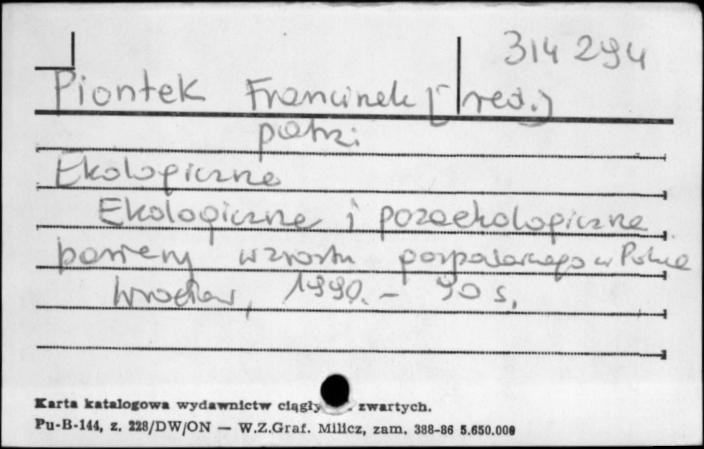 314 294
Piontek Franciszek (red.)
patrz:
Ekologiczne
Ekologiczne i pozaekologiczne
bariery wzrostu gospodarczego w Polsce
Wrocław, 1990. - 90 s.
Karta katalogowa wydawnictw ciągły zwartych.
Pu-B-144, z. 228/DW/ON — W.Z.Graf. Milicz, zam. 388-86 5.650.000